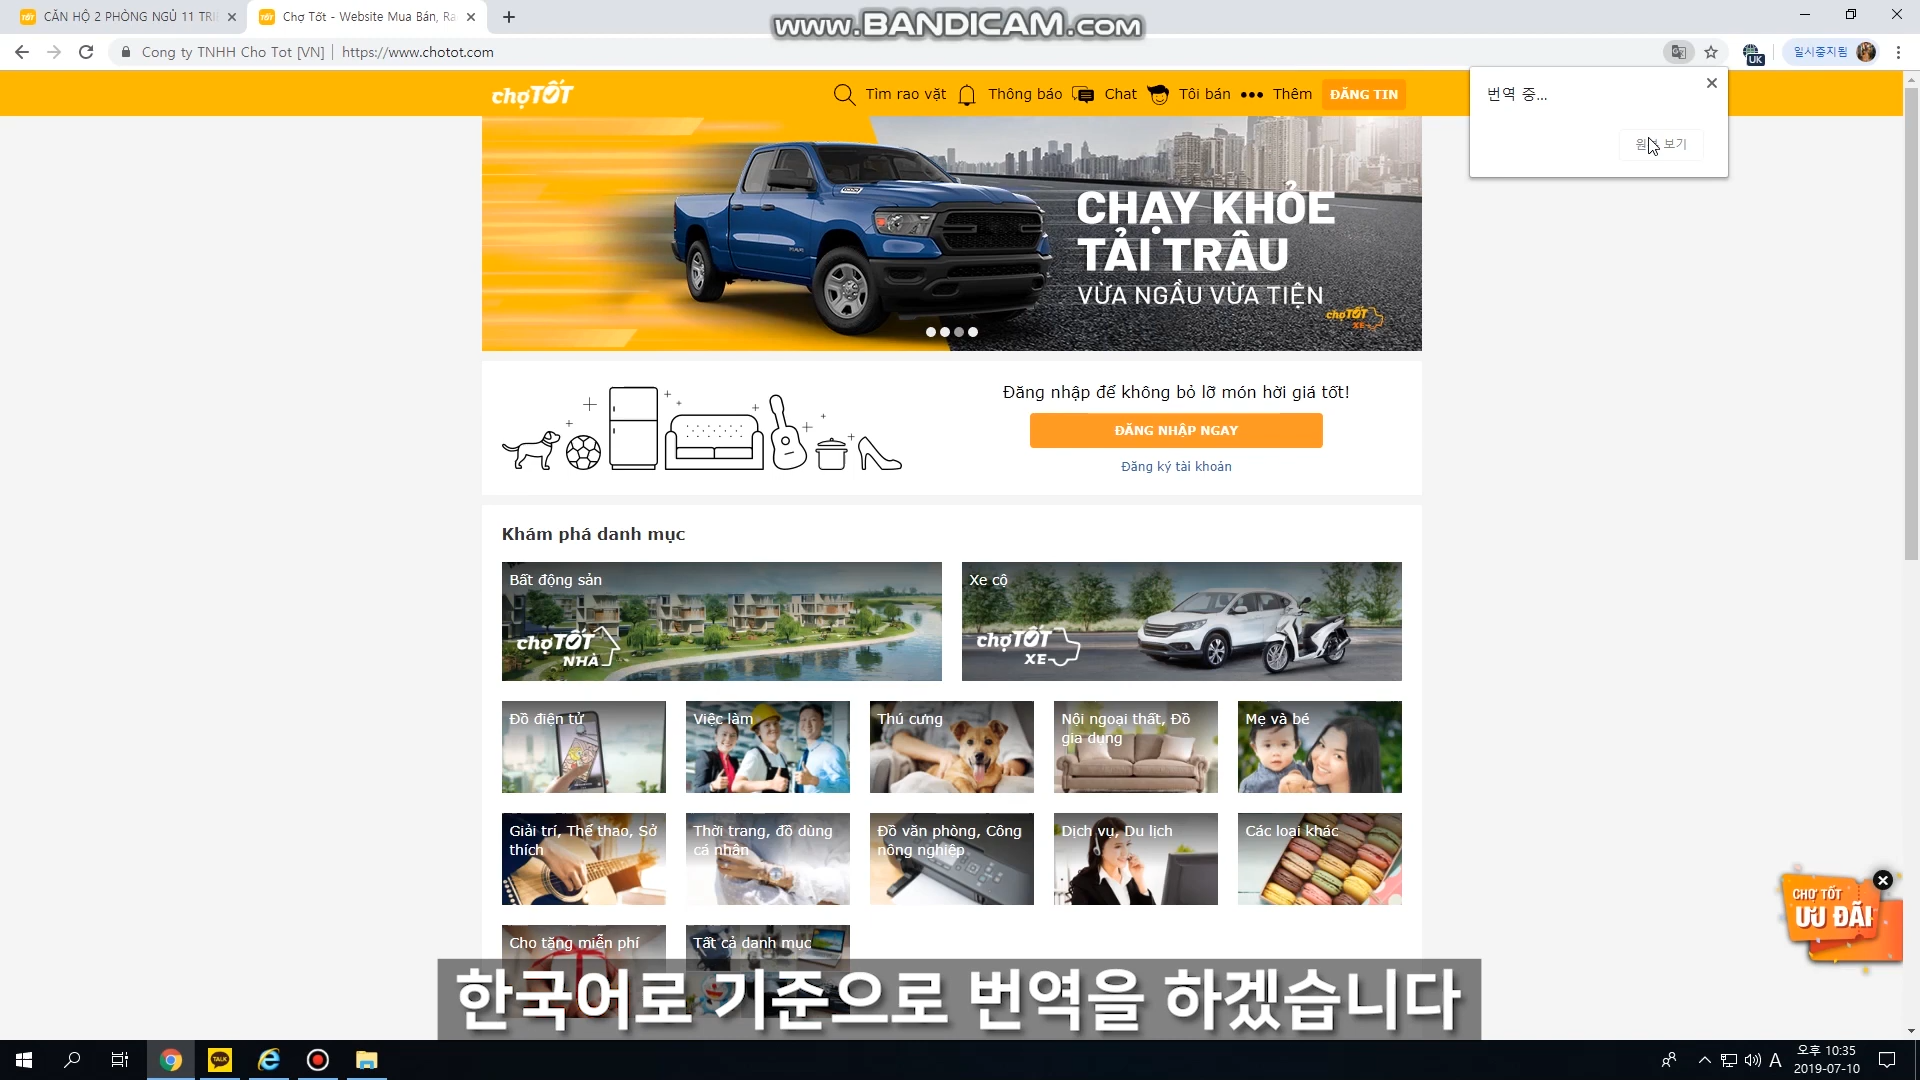 www.BANDICAM.com
CĂN HỘ 2 PHÒNG NGỦ 11 TRI
Chợ Tốt - Website Mua Bán, Ra
Cong ty TNHH Cho Tot [VN] | https://www.chotot.com
UK
일시중지됨
chợTỐT
Tìm rao vặt
Thông báo
Chat
Tôi bán
Thêm
ĐĂNG TIN
번역 중...
보기
CHẠY KHỎE
TẢI TRÂU
VỪA NGẦU VỪA TIỆN
chợTỐT
XE
Đăng nhập để không bỏ lỡ món hời giá tốt!
ĐĂNG NHẬP NGAY
Đăng ký tài khoản
Khám phá danh mục
Bất động sản
chợTỐT
NHÀ
Xe cộ
chợTỐT
XE
Đồ điện tử
Việc làm
Thú cưng
Nội ngoại thất, Đồ
gia dụng
Mẹ và bé
Giải trí, Thể thao, Sở
thích
Thời trang, đồ dùng
cá nhân
Đồ văn phòng, Công
nông nghiệp
Dịch vụ, Du lịch
Các loại khác
Cho tặng miễn phí
Tất cả danh mục
CHỢ TỐT
ƯU ĐÃI
한국어로 기준으로 번역을 하겠습니다
TALK
A
오후 10:35
2019-07-10